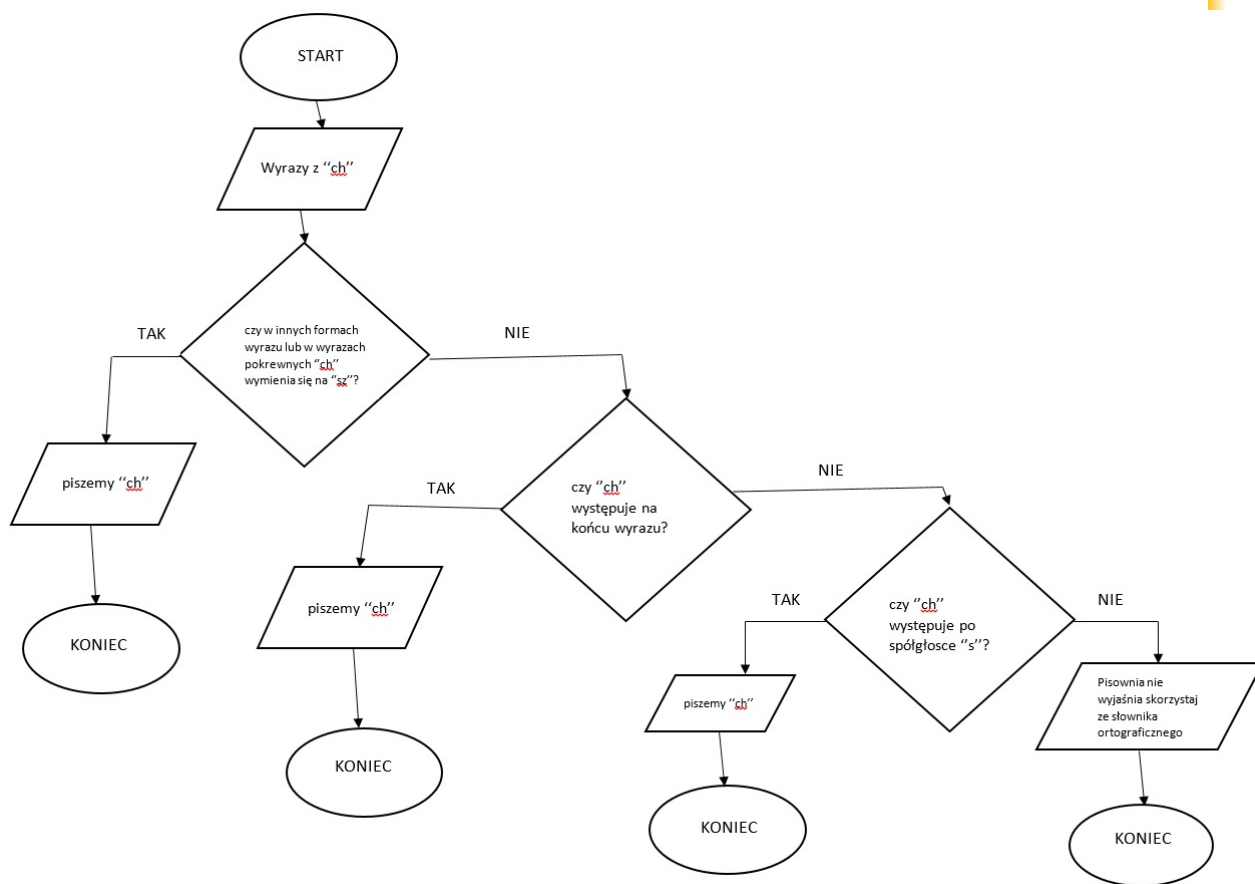 START
Wyrazy z “ch”
TAK
czy w innych formach
wyrazu lub w wyrazach
pokrewnych “ch”
wymienia się na “sz”?
NIE
piszemy “ch”
KONIEC
TAK
czy “ch”
występuje na
końcu wyrazu?
NIE
piszemy “ch”
KONIEC
TAK
czy “ch”
występuje po
spółgłosce “s”?
NIE
piszemy “ch”
KONIEC
Pisownia nie
wyjaśnia skorzystaj
ze słownika
ortograficznego
KONIEC